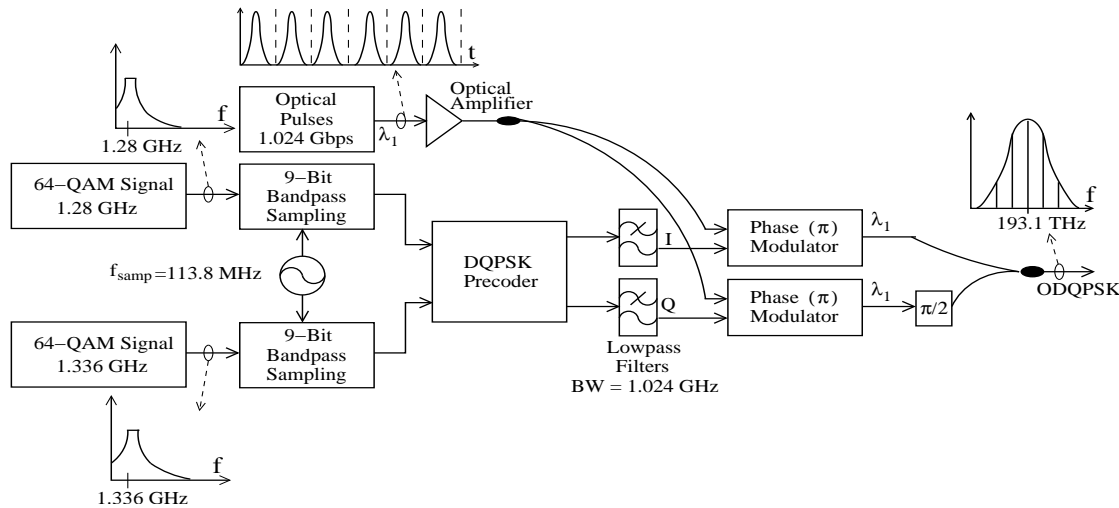 t
Optical
Amplifier
f
1.28 GHz
Optical
Pulses
1.024 Gbps
λ1
64−QAM Signal
1.28 GHz
9−Bit
Bandpass
Sampling
fsamp=113.8 MHz
DQPSK
Precoder
I
Q
Lowpass
Filters
BW = 1.024 GHz
Phase (π)
Modulator
λ1
Phase (π)
Modulator
λ1
π/2
f
193.1 THz
ODQPSK
64−QAM Signal
1.336 GHz
9−Bit
Bandpass
Sampling
f
1.336 GHz